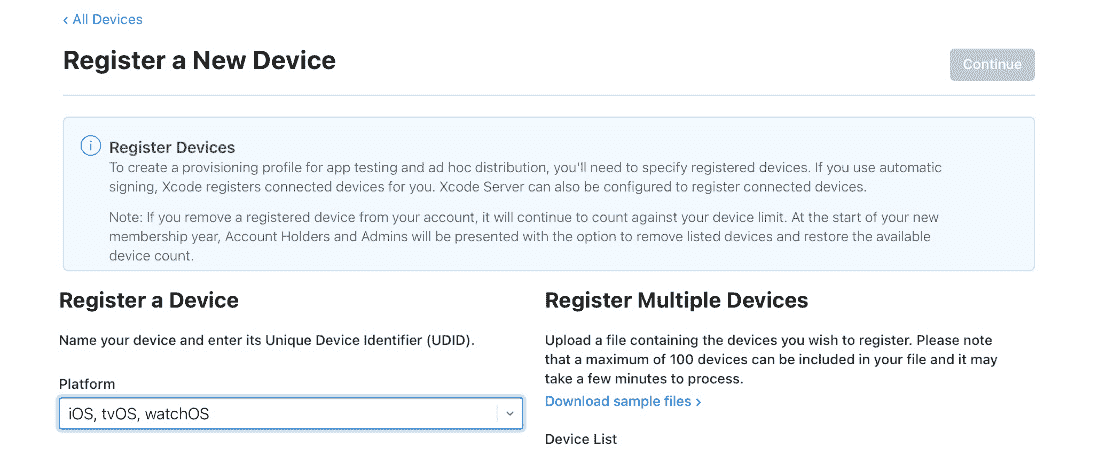 ‹ All Devices
Register a New Device
Continue
Register Devices
To create a provisioning profile for app testing and ad hoc distribution, you'll need to specify registered devices. If you use automatic
signing, Xcode registers connected devices for you. Xcode Server can also be configured to register connected devices.
Note: If you remove a registered device from your account, it will continue to count against your device limit. At the start of your new
membership year, Account Holders and Admins will be presented with the option to remove listed devices and restore the available
device count.
Register a Device
Name your device and enter its Unique Device Identifier (UDID).
Platform
iOS, tvOS, watchOS
Register Multiple Devices
Upload a file containing the devices you wish to register. Please note
that a maximum of 100 devices can be included in your file and it may
take a few minutes to process.
Download sample files ›
Device List